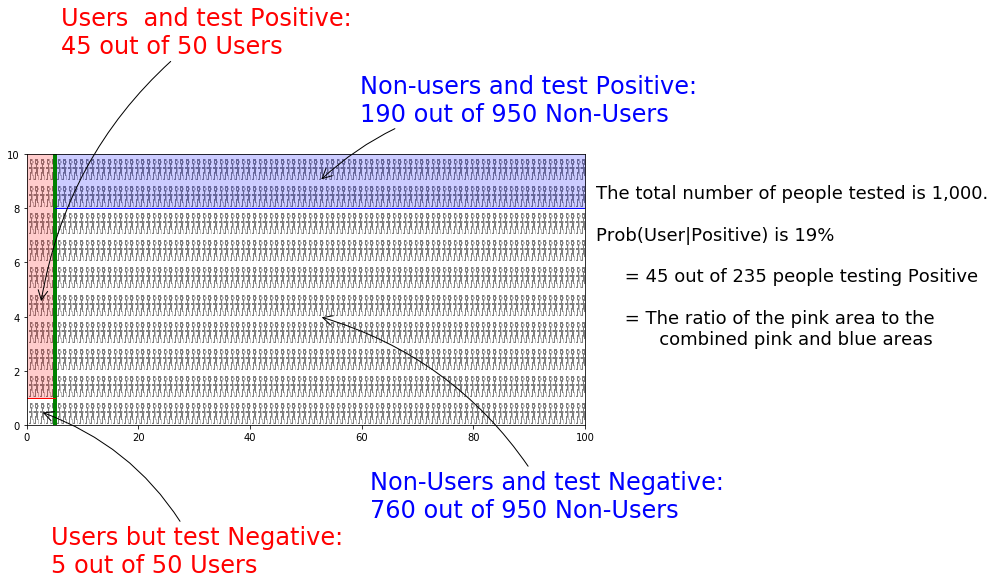 Users  and test Positive:
45 out of 50 Users
Non-users and test Positive:
190 out of 950 Non-Users
10
8
6
4
2
0
0
20
40
60
80
100
The total number of people tested is 1,000.
Prob(User|Positive) is 19%
= 45 out of 235 people testing Positive
= The ratio of the pink area to the
combined pink and blue areas
Non-Users and test Negative:
760 out of 950 Non-Users
Users but test Negative:
5 out of 50 Users